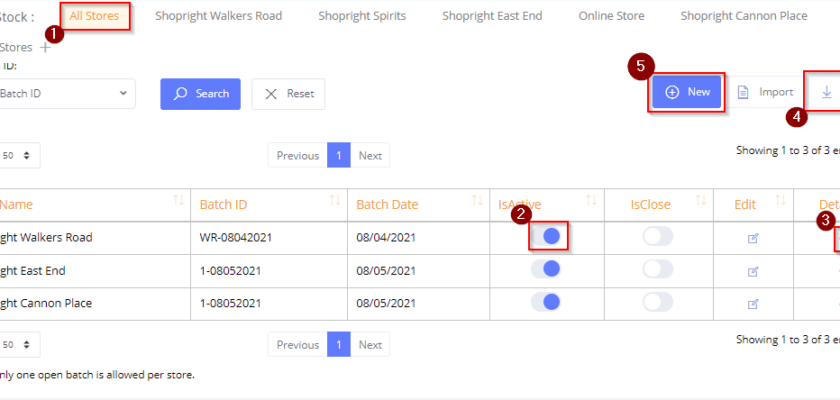 Stock : All Stores Shopright Walkers Road Shopright Spirits Shopright East End Online Store Shopright Cannon Place
1
Stores +
ID:
Batch ID Search Reset 5 New Import 4
50 Previous 1 Next Showing 1 to 3 of 3 e
Name Batch ID Batch Date IsActive IsClose Edit Det
2 3
ght Walkers Road WR-08042021 08/04/2021
ght East End 1-08052021 08/05/2021
ght Cannon Place 1-08052021 08/05/2021
50 Previous 1 Next Showing 1 to 3 of 3 e
nly one open batch is allowed per store.